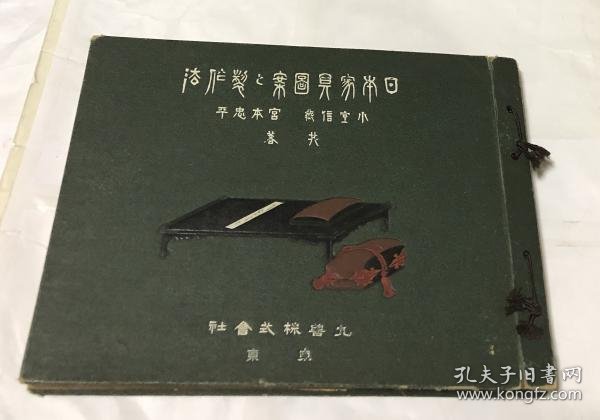 日本家具圖案と製作法
小室信蔵 宮本忠平
共著
丸善株式會社
東京
孔夫子旧书网
www.kongfz.com